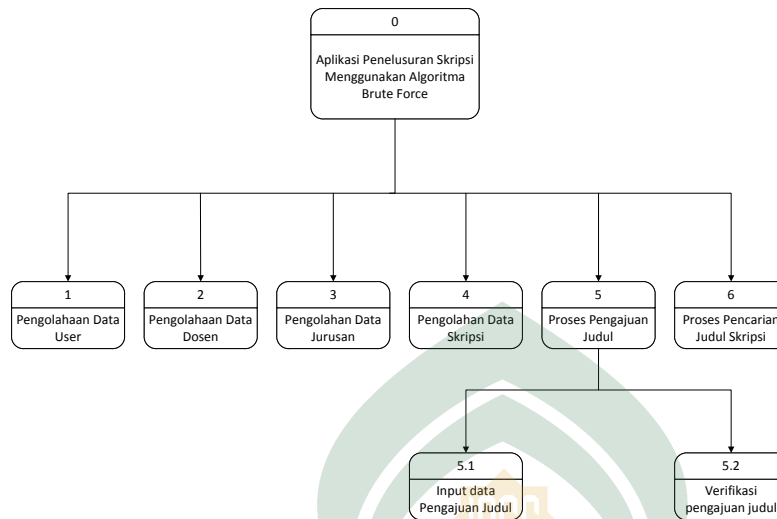 0
Aplikasi Penelusuran Skripsi
Menggunakan Algoritma
Brute Force
1
Pengolahaan Data
User
2
Pengolahaan Data
Dosen
3
Pengolahan Data
Jurusan
4
Pengolahan Data
Skripsi
5
Proses Pengajuan
Judul
6
Proses Pencarian
Judul Skripsi
5.1
Input data
Pengajuan Judul
5.2
Verifikasi
pengajuan judul